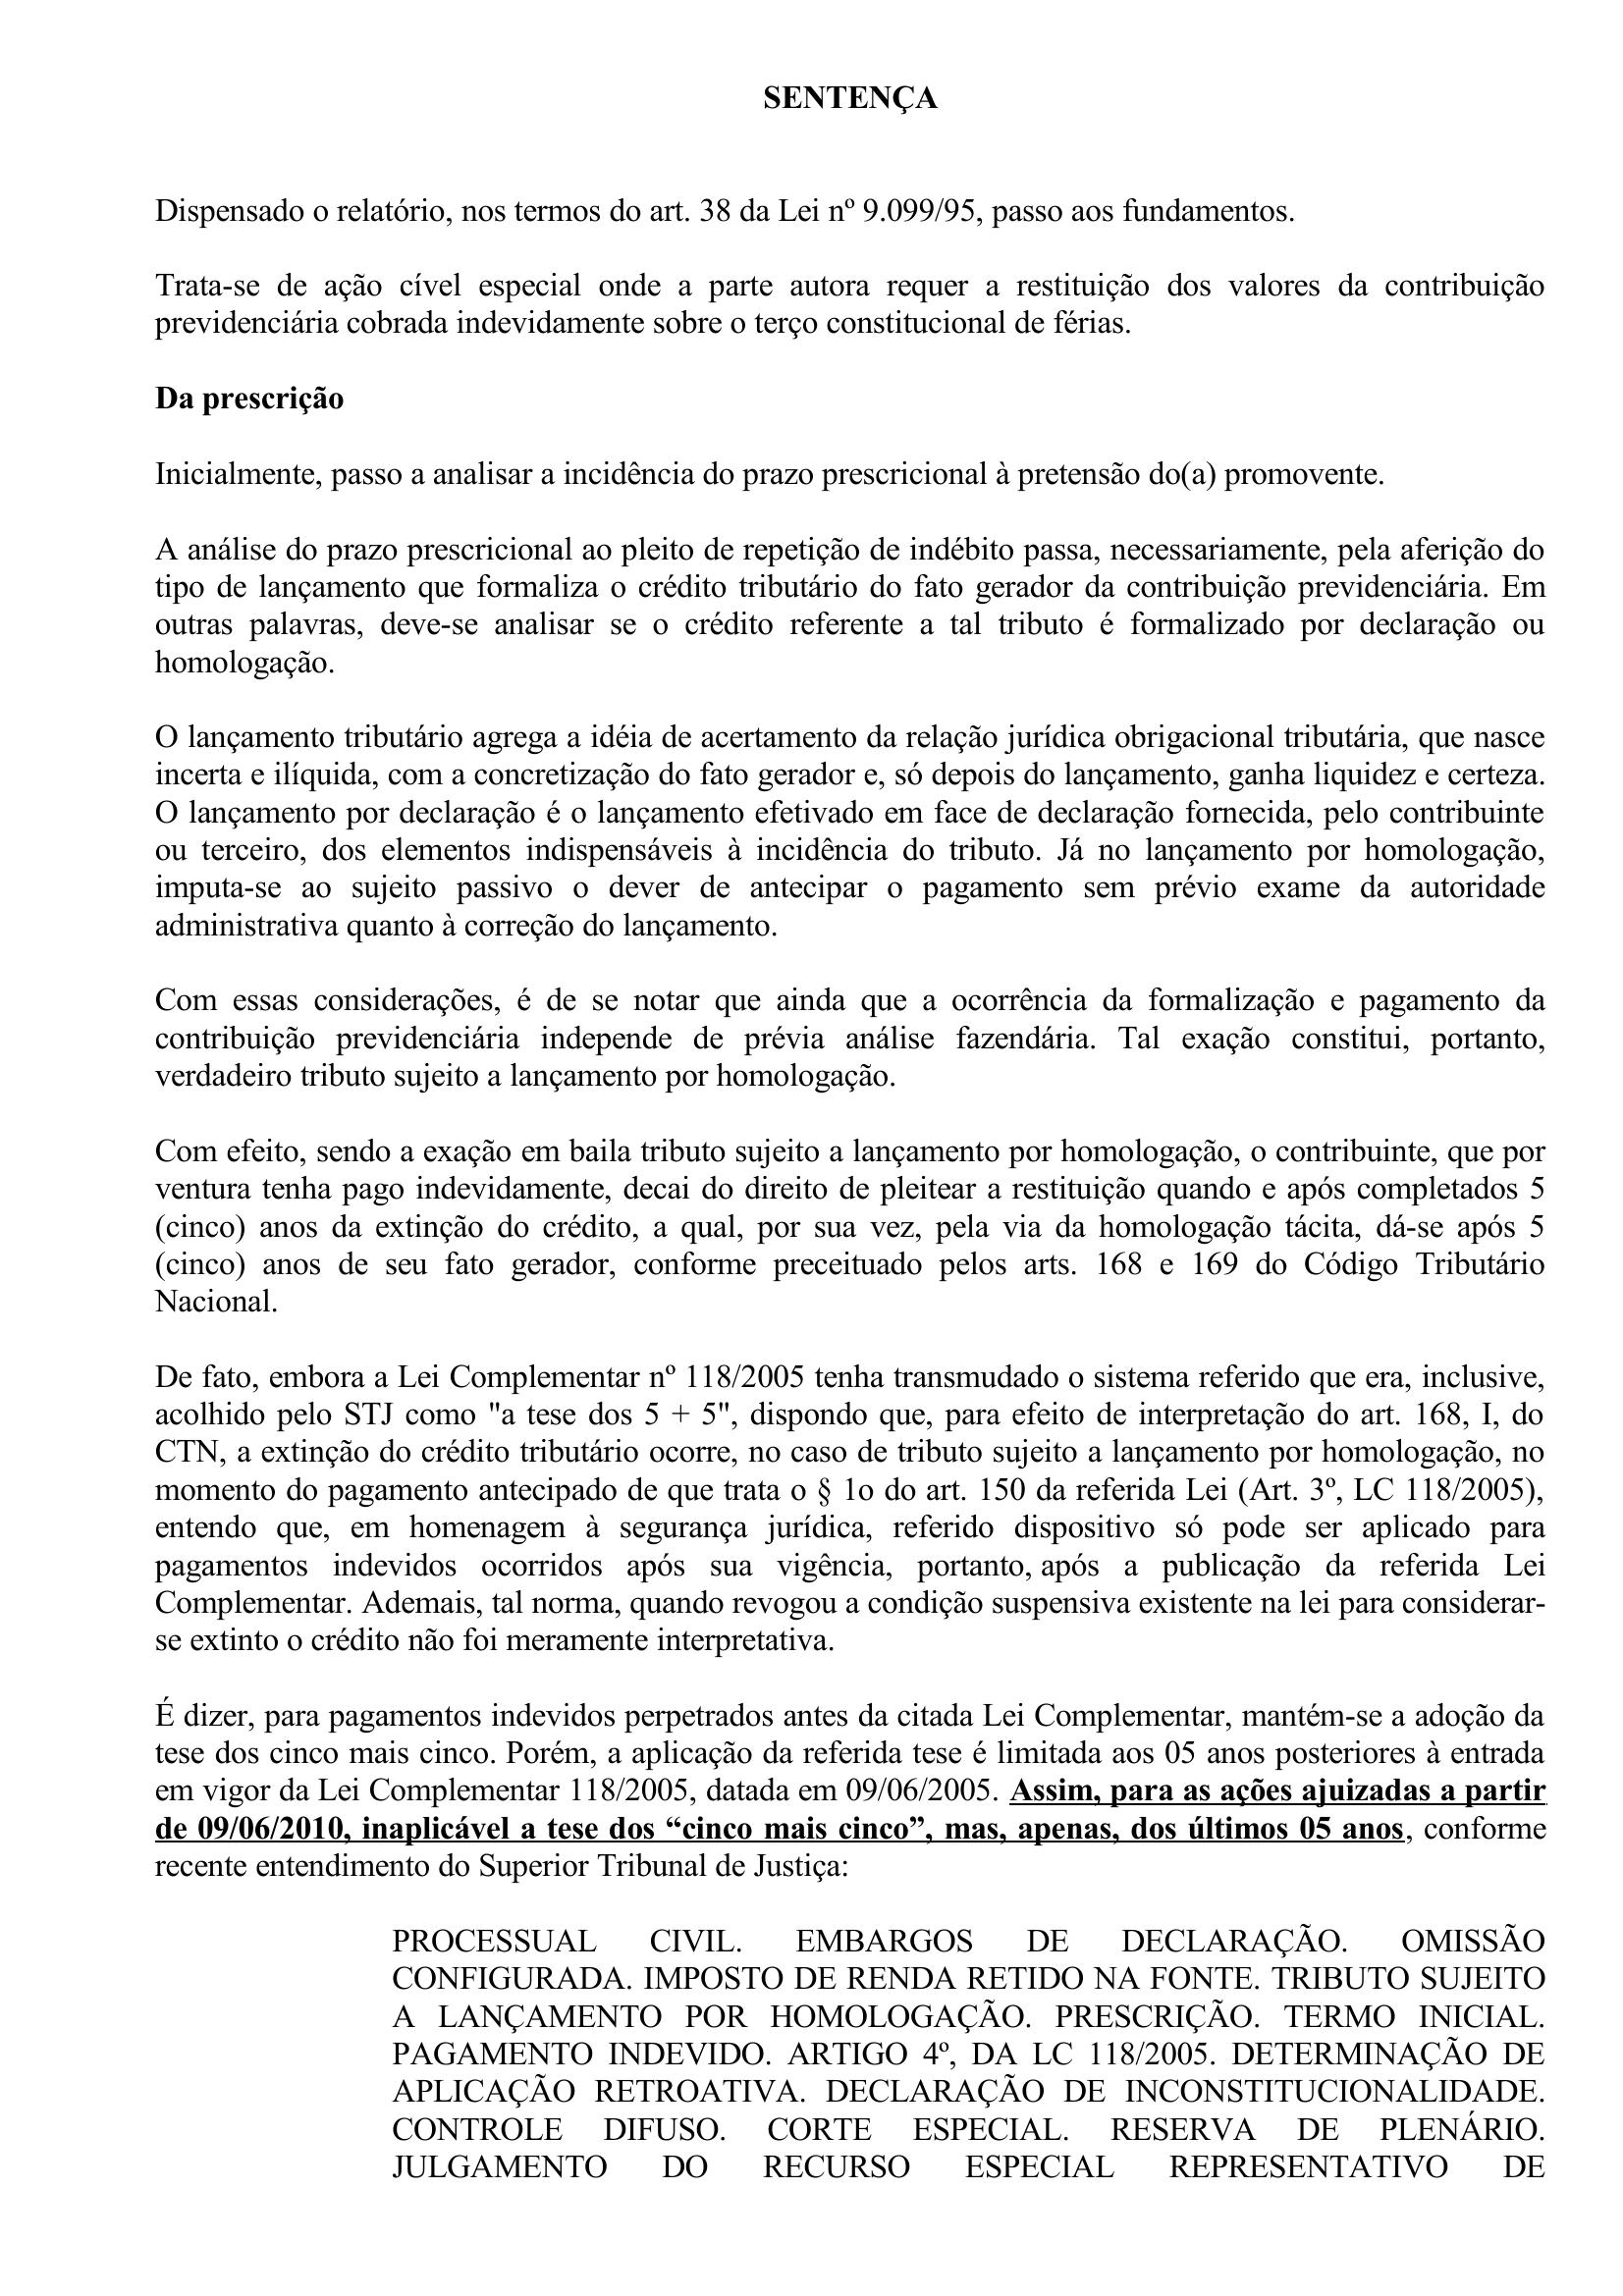 SENTENÇA
Dispensado o relatório, nos termos do art. 38 da Lei nº 9.099/95, passo aos fundamentos.
Trata-se de ação cível especial onde a parte autora requer a restituição dos valores da contribuição
previdenciária cobrada indevidamente sobre o terço constitucional de férias.
Da prescrição
Inicialmente, passo a analisar a incidência do prazo prescricional à pretensão do(a) promovente.
A análise do prazo prescricional ao pleito de repetição de indébito passa, necessariamente, pela aferição do
tipo de lançamento que formaliza o crédito tributário do fato gerador da contribuição previdenciária. Em
outras palavras, deve-se analisar se o crédito referente a tal tributo é formalizado por declaração ou
homologação.
O lançamento tributário agrega a idéia de acertamento da relação jurídica obrigacional tributária, que nasce
incerta e ilíquida, com a concretização do fato gerador e, só depois do lançamento, ganha liquidez e certeza.
O lançamento por declaração é o lançamento efetivado em face de declaração fornecida, pelo contribuinte
ou terceiro, dos elementos indispensáveis à incidência do tributo. Já no lançamento por homologação,
imputa-se ao sujeito passivo o dever de antecipar o pagamento sem prévio exame da autoridade
administrativa quanto à correção do lançamento.
Com essas considerações, é de se notar que ainda que a ocorrência da formalização e pagamento da
contribuição previdenciária independe de prévia análise fazendária. Tal exação constitui, portanto,
verdadeiro tributo sujeito a lançamento por homologação.
Com efeito, sendo a exação em baila tributo sujeito a lançamento por homologação, o contribuinte, que por
ventura tenha pago indevidamente, decai do direito de pleitear a restituição quando e após completados 5
(cinco) anos da extinção do crédito, a qual, por sua vez, pela via da homologação tácita, dá-se após 5
(cinco) anos de seu fato gerador, conforme preceituado pelos arts. 168 e 169 do Código Tributário
Nacional.
De fato, embora a Lei Complementar nº 118/2005 tenha transmudado o sistema referido que era, inclusive,
acolhido pelo STJ como "a tese dos 5 + 5", dispondo que, para efeito de interpretação do art. 168, I, do
CTN, a extinção do crédito tributário ocorre, no caso de tributo sujeito a lançamento por homologação, no
momento do pagamento antecipado de que trata o § 1o do art. 150 da referida Lei (Art. 3º, LC 118/2005),
entendo que, em homenagem à segurança jurídica, referido dispositivo só pode ser aplicado para
pagamentos indevidos ocorridos após sua vigência, portanto, após a publicação da referida Lei
Complementar. Ademais, tal norma, quando revogou a condição suspensiva existente na lei para considerar-
se extinto o crédito não foi meramente interpretativa.
É dizer, para pagamentos indevidos perpetrados antes da citada Lei Complementar, mantém-se a adoção da
tese dos cinco mais cinco. Porém, a aplicação da referida tese é limitada aos 05 anos posteriores à entrada
em vigor da Lei Complementar 118/2005, datada em 09/06/2005. Assim, para as ações ajuizadas a partir
de 09/06/2010, inaplicável a tese dos “cinco mais cinco”, mas, apenas, dos últimos 05 anos, conforme
recente entendimento do Superior Tribunal de Justiça:
PROCESSUAL CIVIL. EMBARGOS DE DECLARAÇÃO. OMISSÃO
CONFIGURADA. IMPOSTO DE RENDA RETIDO NA FONTE. TRIBUTO SUJEITO
A LANÇAMENTO POR HOMOLOGAÇÃO. PRESCRIÇÃO. TERMO INICIAL.
PAGAMENTO INDEVIDO. ARTIGO 4º, DA LC 118/2005. DETERMINAÇÃO DE
APLICAÇÃO RETROATIVA. DECLARAÇÃO DE INCONSTITUCIONALIDADE.
CONTROLE DIFUSO. CORTE ESPECIAL. RESERVA DE PLENÁRIO.
JULGAMENTO DO RECURSO ESPECIAL REPRESENTATIVO DE